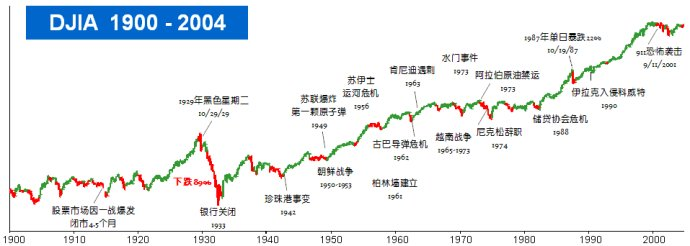 DJIA 1900 - 2004
1987年单日暴跌22%
10/19/87
911恐怖袭击
9/11/2001
水门事件
1973
肯尼迪遇刺
1963
阿拉伯原油禁运
1973
苏伊士
运河危机
1956
苏联爆炸
第一颗原子弹
1949
1929年黑色星期二
10/29/29
伊拉克入侵科威特
1990
储贷协会危机
1988
尼克松辞职
1974
越南战争
1965-1973
古巴导弹危机
1962
柏林墙建立
1961
朝鲜战争
1950-1953
珍珠港事变
1942
下跌89%
银行关闭
1933
股票市场因一战爆发
闭市4.5个月
1900 1910 1920 1930 1940 1950 1960 1970 1980 1990 2000